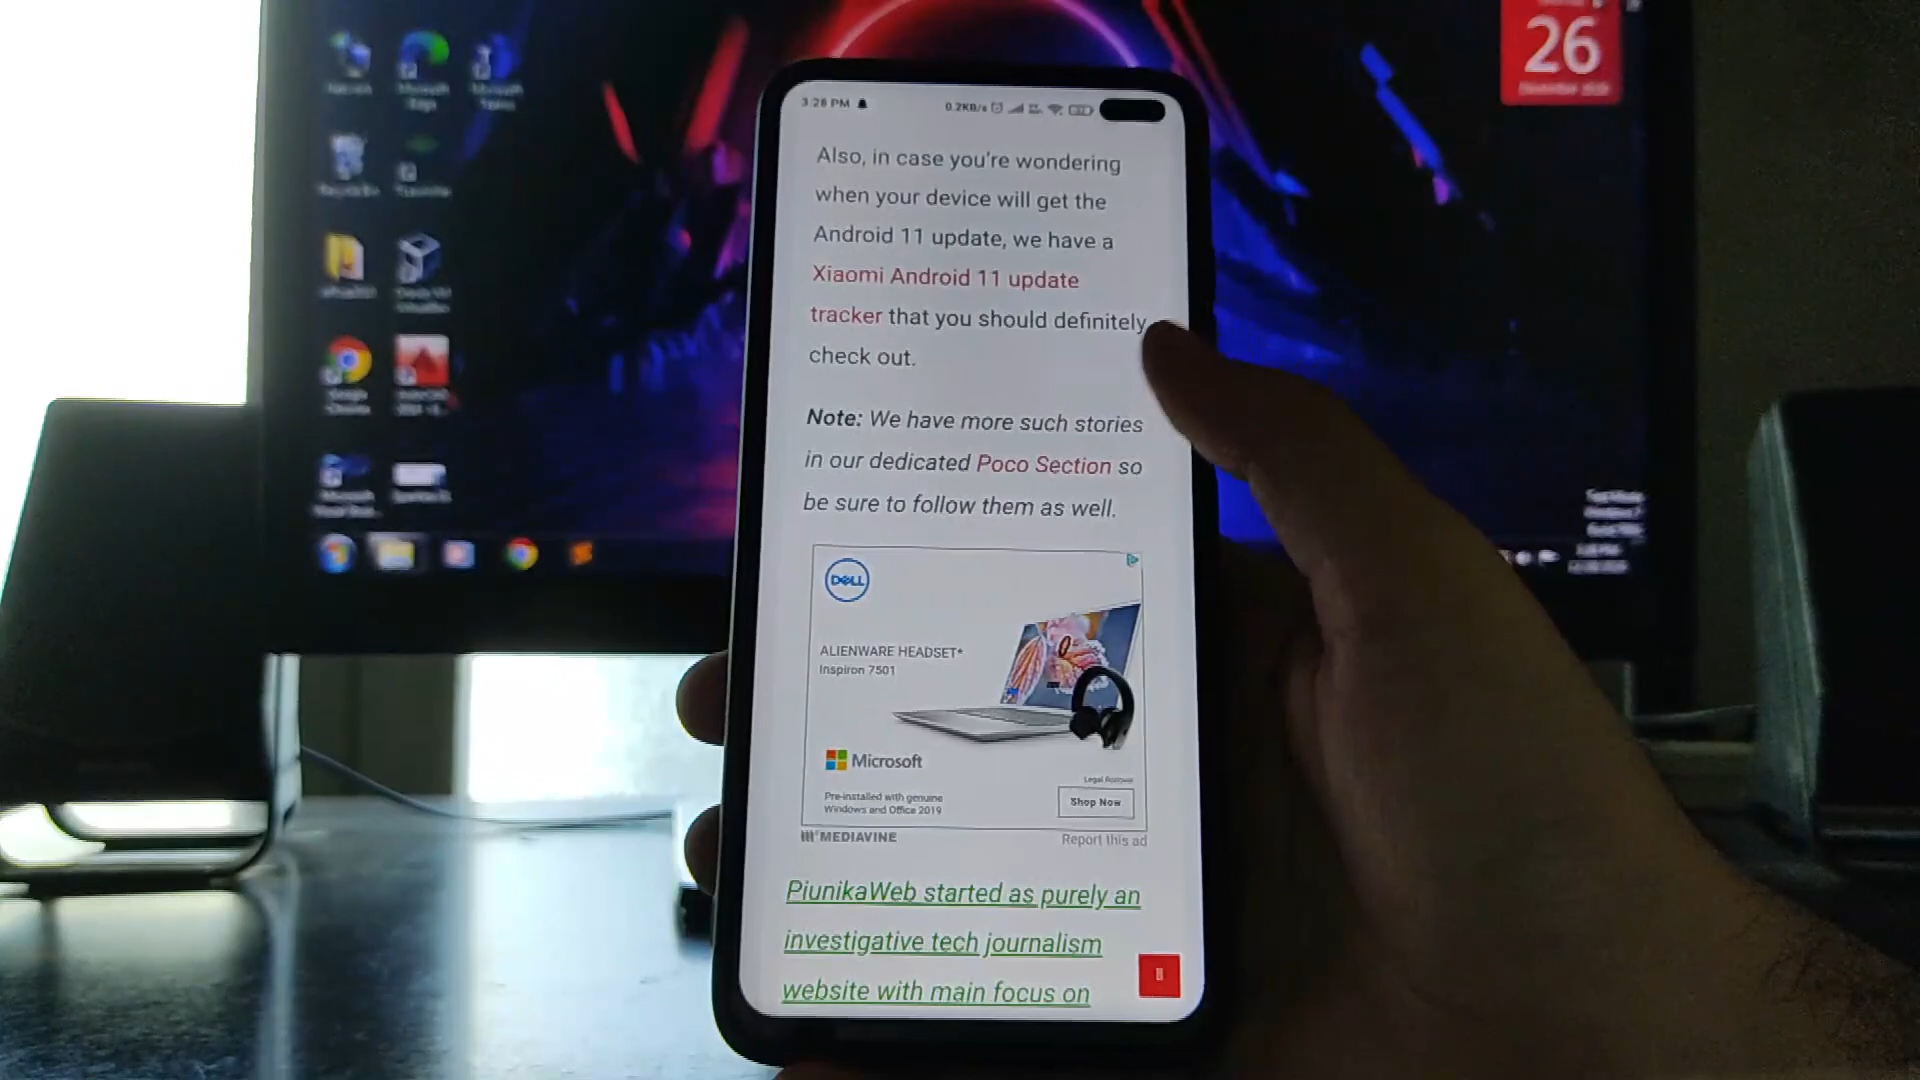 26
3:28 PM
0.2KB/s
Also, in case you're wondering
when your device will get the
Android 11 update, we have a
Xiaomi Android 11 update
tracker that you should definitely
check out.
Note: We have more such stories
in our dedicated Poco Section so
be sure to follow them as well.
DELL
ALIENWARE HEADSET*
Inspiron 7501
Microsoft
Pre-installed with genuine
Windows and Office 2019
Shop Now
MEDIAVINE
Report this ad
PiunikaWeb started as purely an
investigative tech journalism
website with main focus on
Google
Chrome